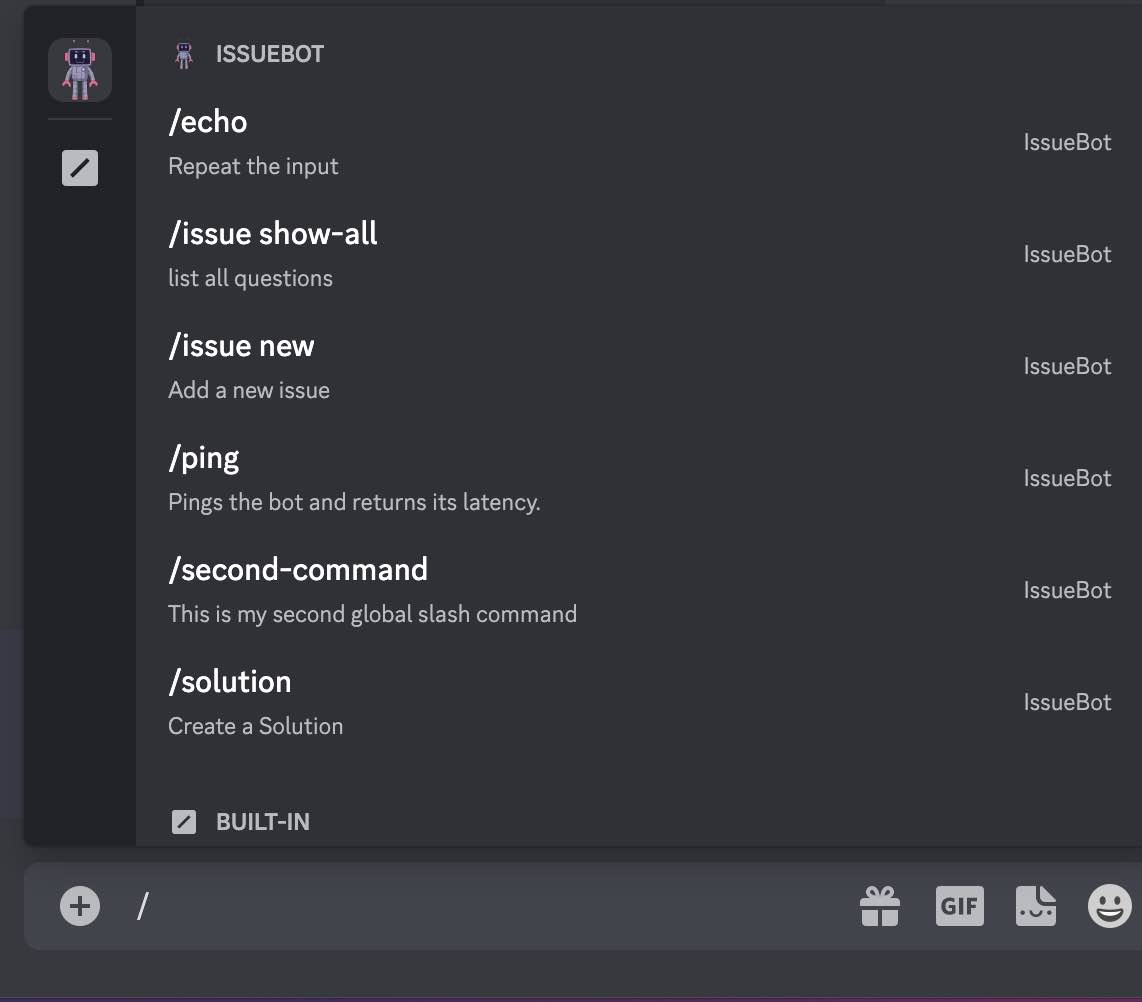 ISSUEBOT
/echo
Repeat the input
IssueBot
/issue show-all
list all questions
IssueBot
/issue new
Add a new issue
IssueBot
/ping
Pings the bot and returns its latency.
IssueBot
/second-command
This is my second global slash command
IssueBot
/solution
Create a Solution
IssueBot
BUILT-IN
/
GIF